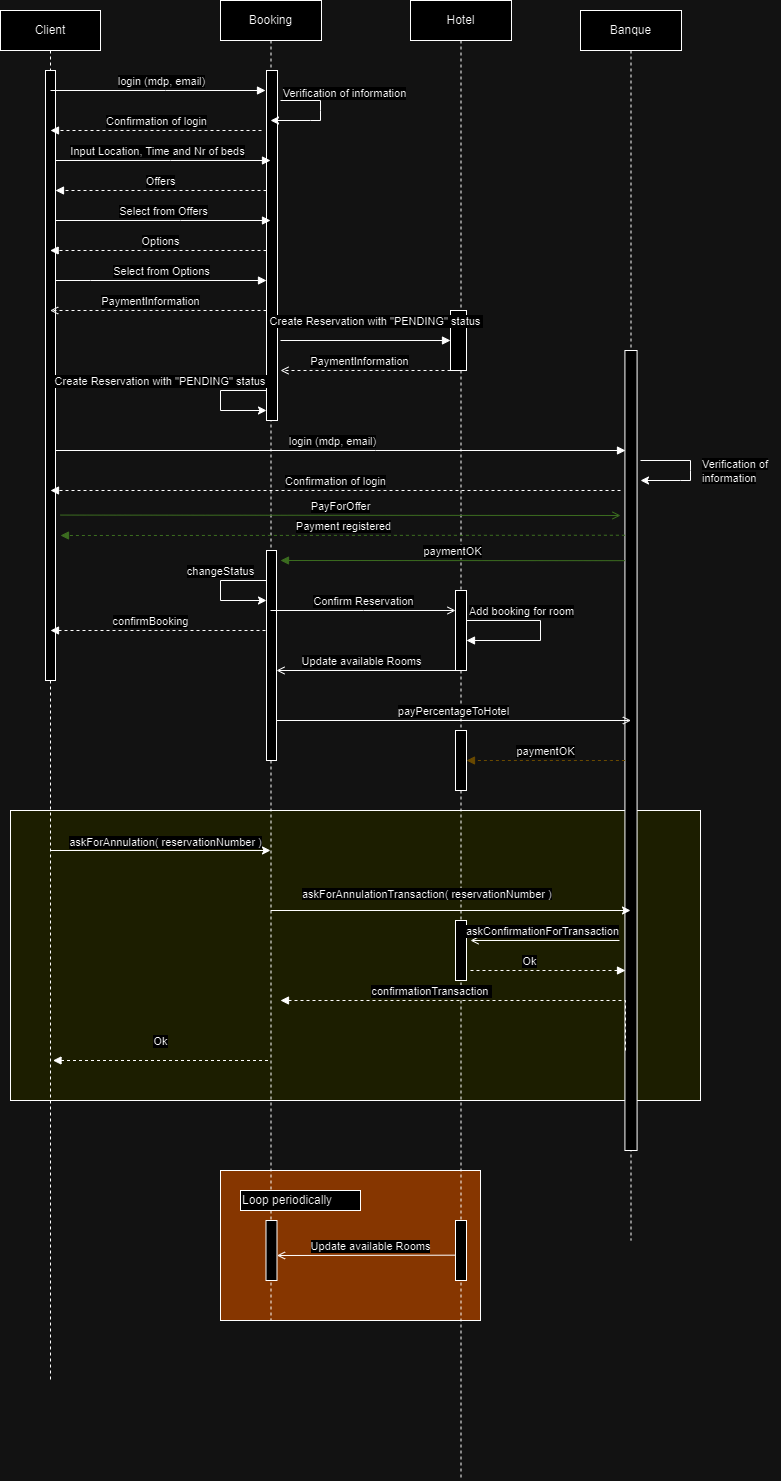 Client
Booking
Hotel
Banque
login (mdp, email)
Verification of information
Confirmation of login
Input Location, Time and Nr of beds
Offers
Select from Offers
Options
Select from Options
PaymentInformation
Create Reservation with "PENDING" status
PaymentInformation
Create Reservation with "PENDING" status
login (mdp, email)
Verification of
information
Confirmation of login
PayForOffer
Payment registered
paymentOK
changeStatus
Confirm Reservation
Add booking for room
confirmBooking
Update available Rooms
payPercentageToHotel
paymentOK
askForAnnulation( reservationNumber )
askForAnnulationTransaction( reservationNumber )
askConfirmationForTransaction
Ok
confirmationTransaction
Ok
Loop periodically
Update available Rooms